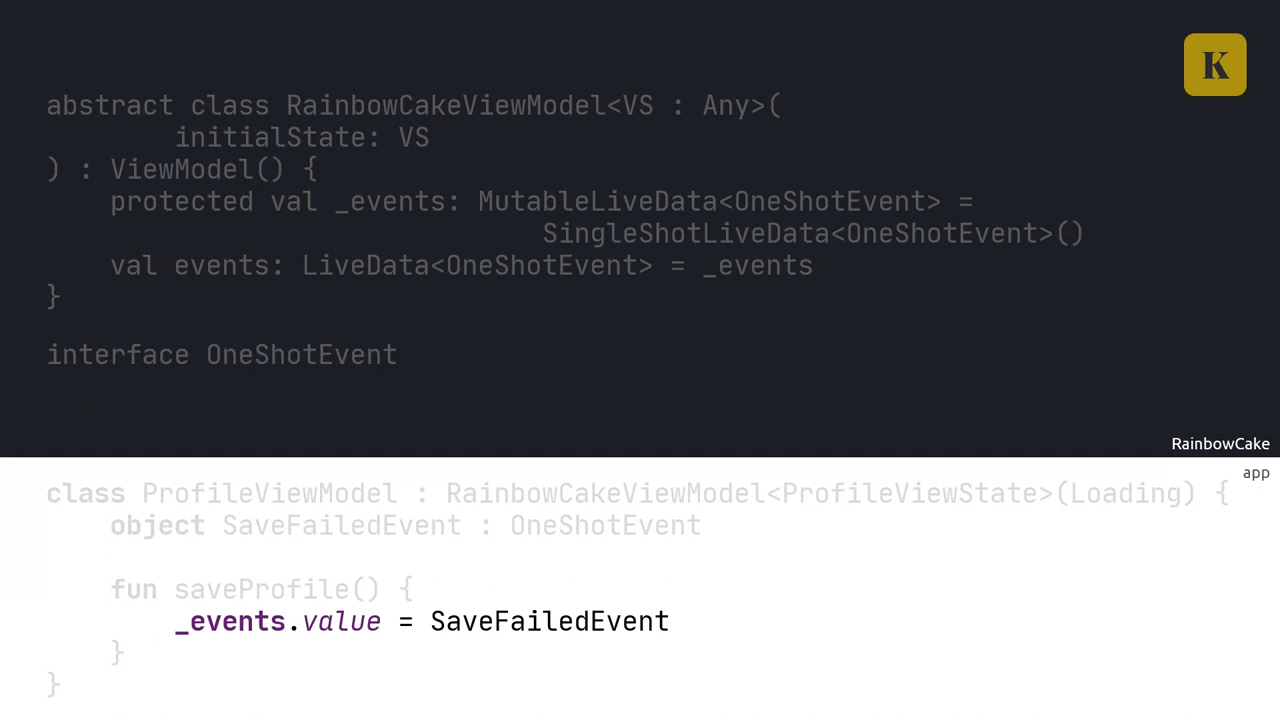 K
abstract class RainbowCakeViewModel<VS : Any>(
        initialState: VS
) : ViewModel() {
    protected val _events: MutableLiveData<OneShotEvent> =
                               SingleShotLiveData<OneShotEvent>()
    val events: LiveData<OneShotEvent> = _events
}
interface OneShotEvent
RainbowCake
app
class ProfileViewModel : RainbowCakeViewModel<ProfileViewState>(Loading) {
    object SaveFailedEvent : OneShotEvent
    fun saveProfile() {
        _events.value = SaveFailedEvent
    }
}